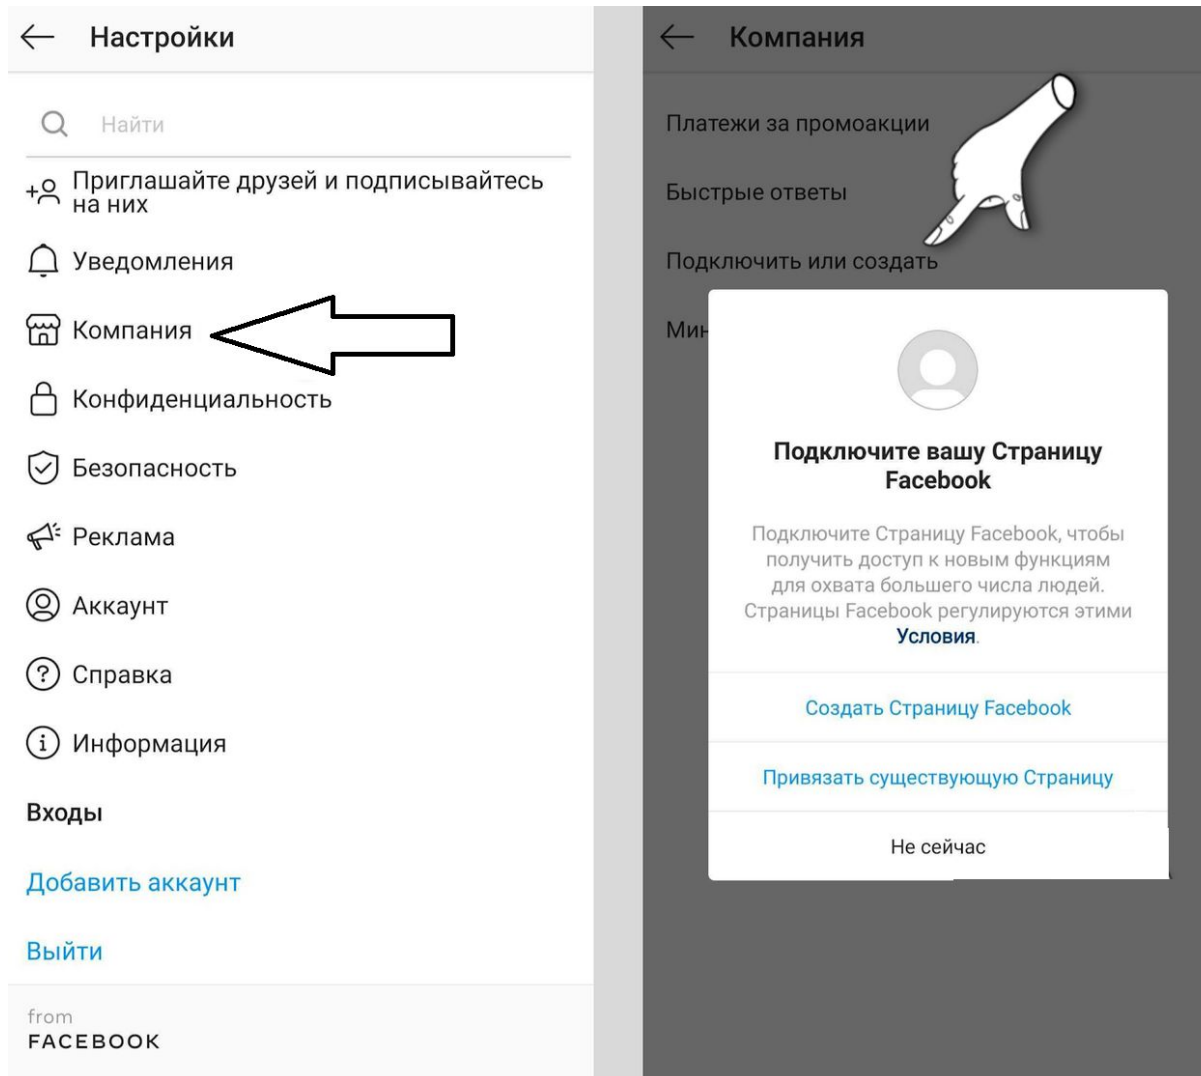 Настройки
Найти
Приглашайте друзей и подписывайтесь
на них
Уведомления
Компания
Конфиденциальность
Безопасность
Реклама
Аккаунт
Справка
Информация
Входы
Добавить аккаунт
Выйти
from
FACEBOOK
Компания
Платежи за промоакции
Быстрые ответы
Подключить или создать
Мин
Подключите вашу Страницу
Facebook
Подключите Страницу Facebook, чтобы
получить доступ к новым функциям
для охвата большего числа людей.
Страницы Facebook регулируются этими
Условия.
Создать Страницу Facebook
Привязать существующую Страницу
Не сейчас